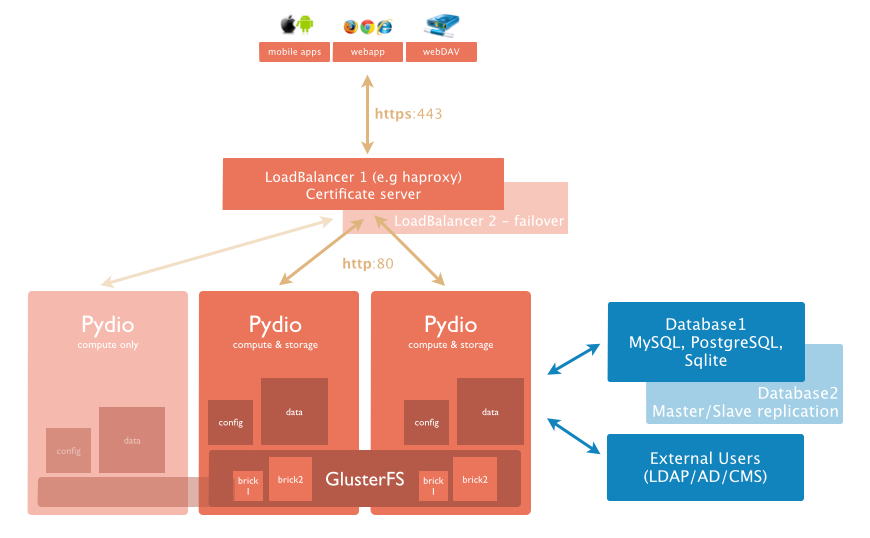 mobile apps
webapp
webDAV
https:443
LoadBalancer 1 (e.g haproxy)
Certificate server
LoadBalancer 2 - failover
http:80
Pydio
compute only
config
data
Pydio
compute & storage
config
data
Pydio
compute & storage
config
data
brick
1
brick2
GlusterFS
brick
1
brick2
Database1
MySQL, PostgreSQL,
Sqlite
Database2
Master/Slave replication
External Users
(LDAP/AD/CMS)